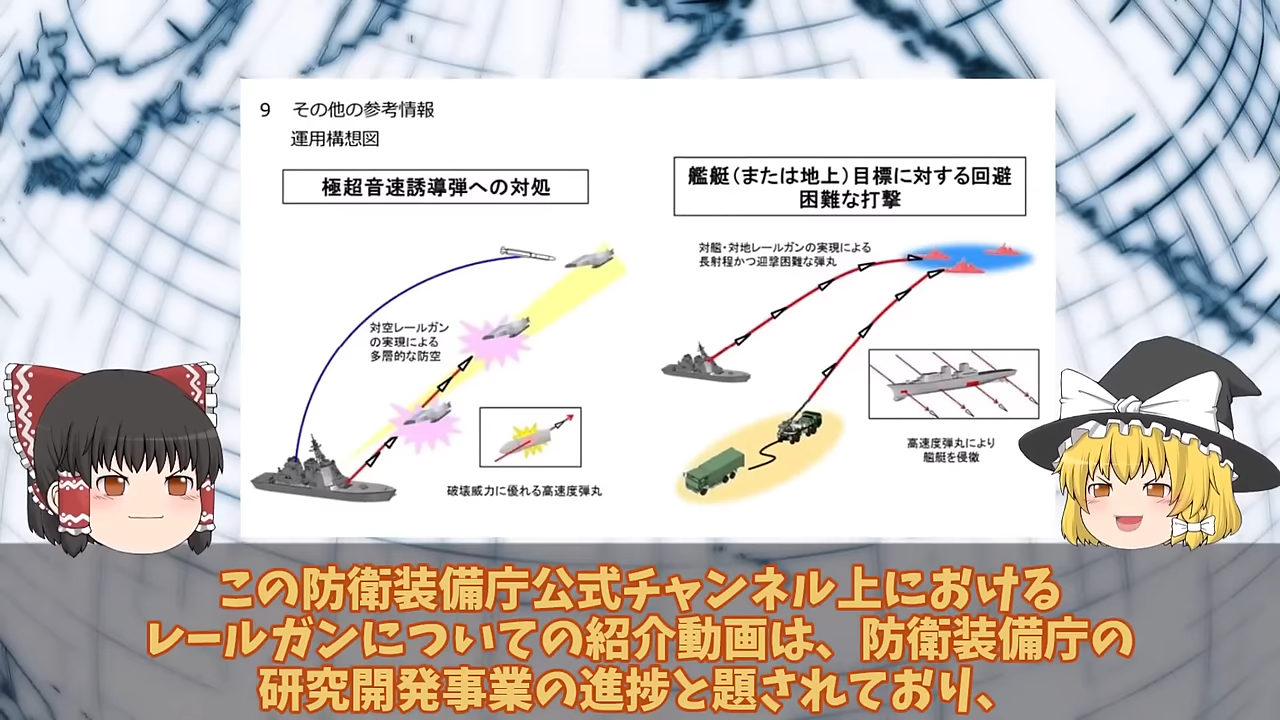 9 その他の参考情報
運用構想図
極超音速誘導弾への対処
対空レールガン
の実現による
多層的な防空
破壊威力に優れる高速度弾丸
艦艇(または地上)目標に対する回避
困難な打撃
対艦・対地レールガンの実現による
長射程かつ迎撃困難な弾丸
高速度弾丸により
艦艇を侵徹
この防衛装備庁公式チャンネル上における
レールガンについての紹介動画は、防衛装備庁の
研究開発事業の進捗と題されており、